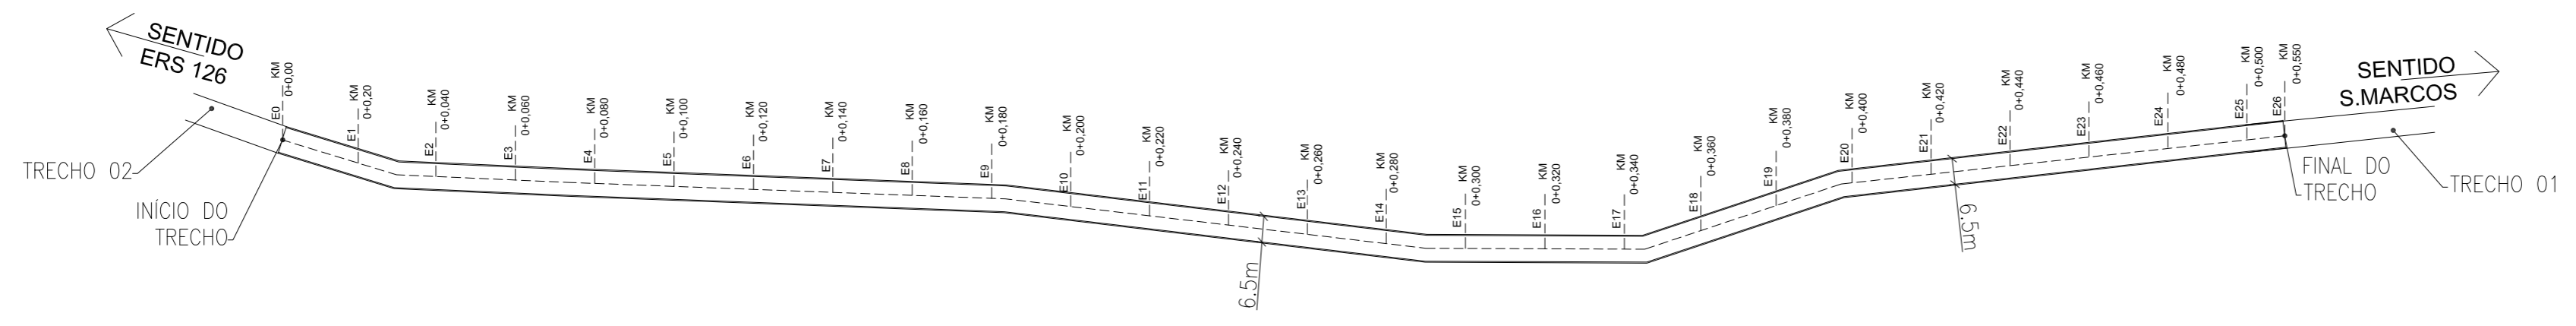 SENTIDO
ERS 126
TRECHO 02
INÍCIO DO
TRECHO
E0
KM
0+0,00
E1
KM
0+0,20
E2
KM
0+0,040
E3
KM
0+0,060
E4
KM
0+0,080
E5
KM
0+0,100
E6
KM
0+0,120
E7
KM
0+0,140
E8
KM
0+0,160
E9
KM
0+0,180
E10
KM
0+0,200
E11
KM
0+0,220
E12
KM
0+0,240
6.5m
E13
KM
0+0,260
E14
KM
0+0,280
E15
KM
0+0,300
E16
KM
0+0,320
E17
KM
0+0,340
E18
KM
0+0,360
E19
KM
0+0,380
E20
KM
0+0,400
E21
KM
0+0,420
6.5m
E22
KM
0+0,440
E23
KM
0+0,460
E24
KM
0+0,480
E25
KM
0+0,500
E26
KM
0+0,550
SENTIDO
S.MARCOS
FINAL DO
TRECHO
TRECHO 01